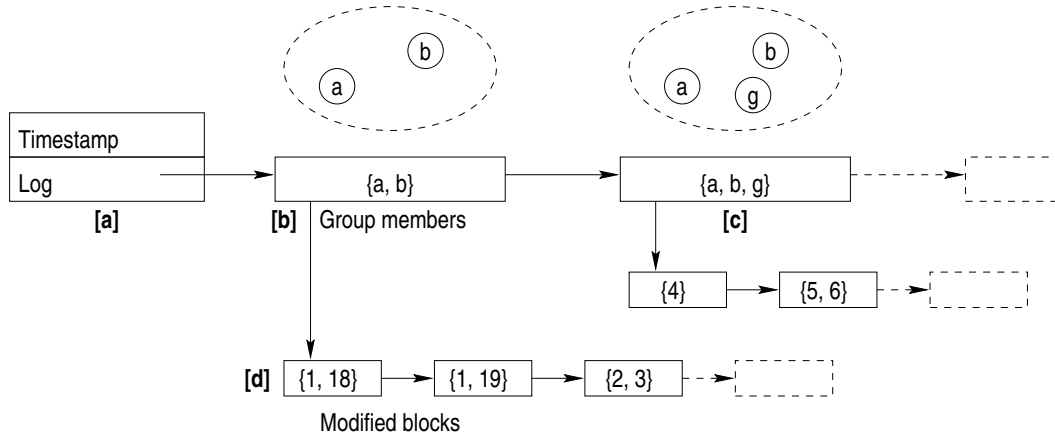 b
a
b
a
g
Timestamp
Log
{a, b}
{a, b, g}
[a]
[b] Group members
[c]
{4}
{5, 6}
[d]
{1, 18}
{1, 19}
{2, 3}
Modified blocks